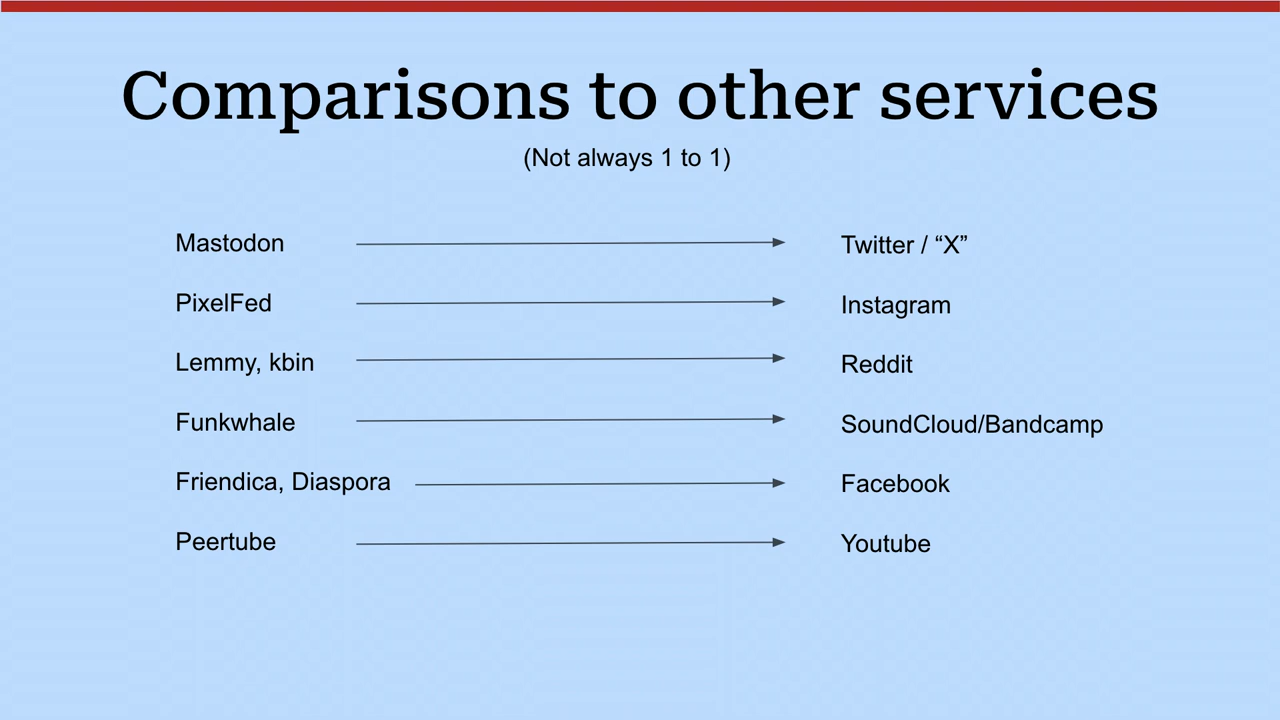 Comparisons to other services
(Not always 1 to 1)
Mastodon Twitter / “X”
PixelFed Instagram
Lemmy, kbin Reddit
Funkwhale SoundCloud/Bandcamp
Friendica, Diaspora Facebook
Peertube Youtube